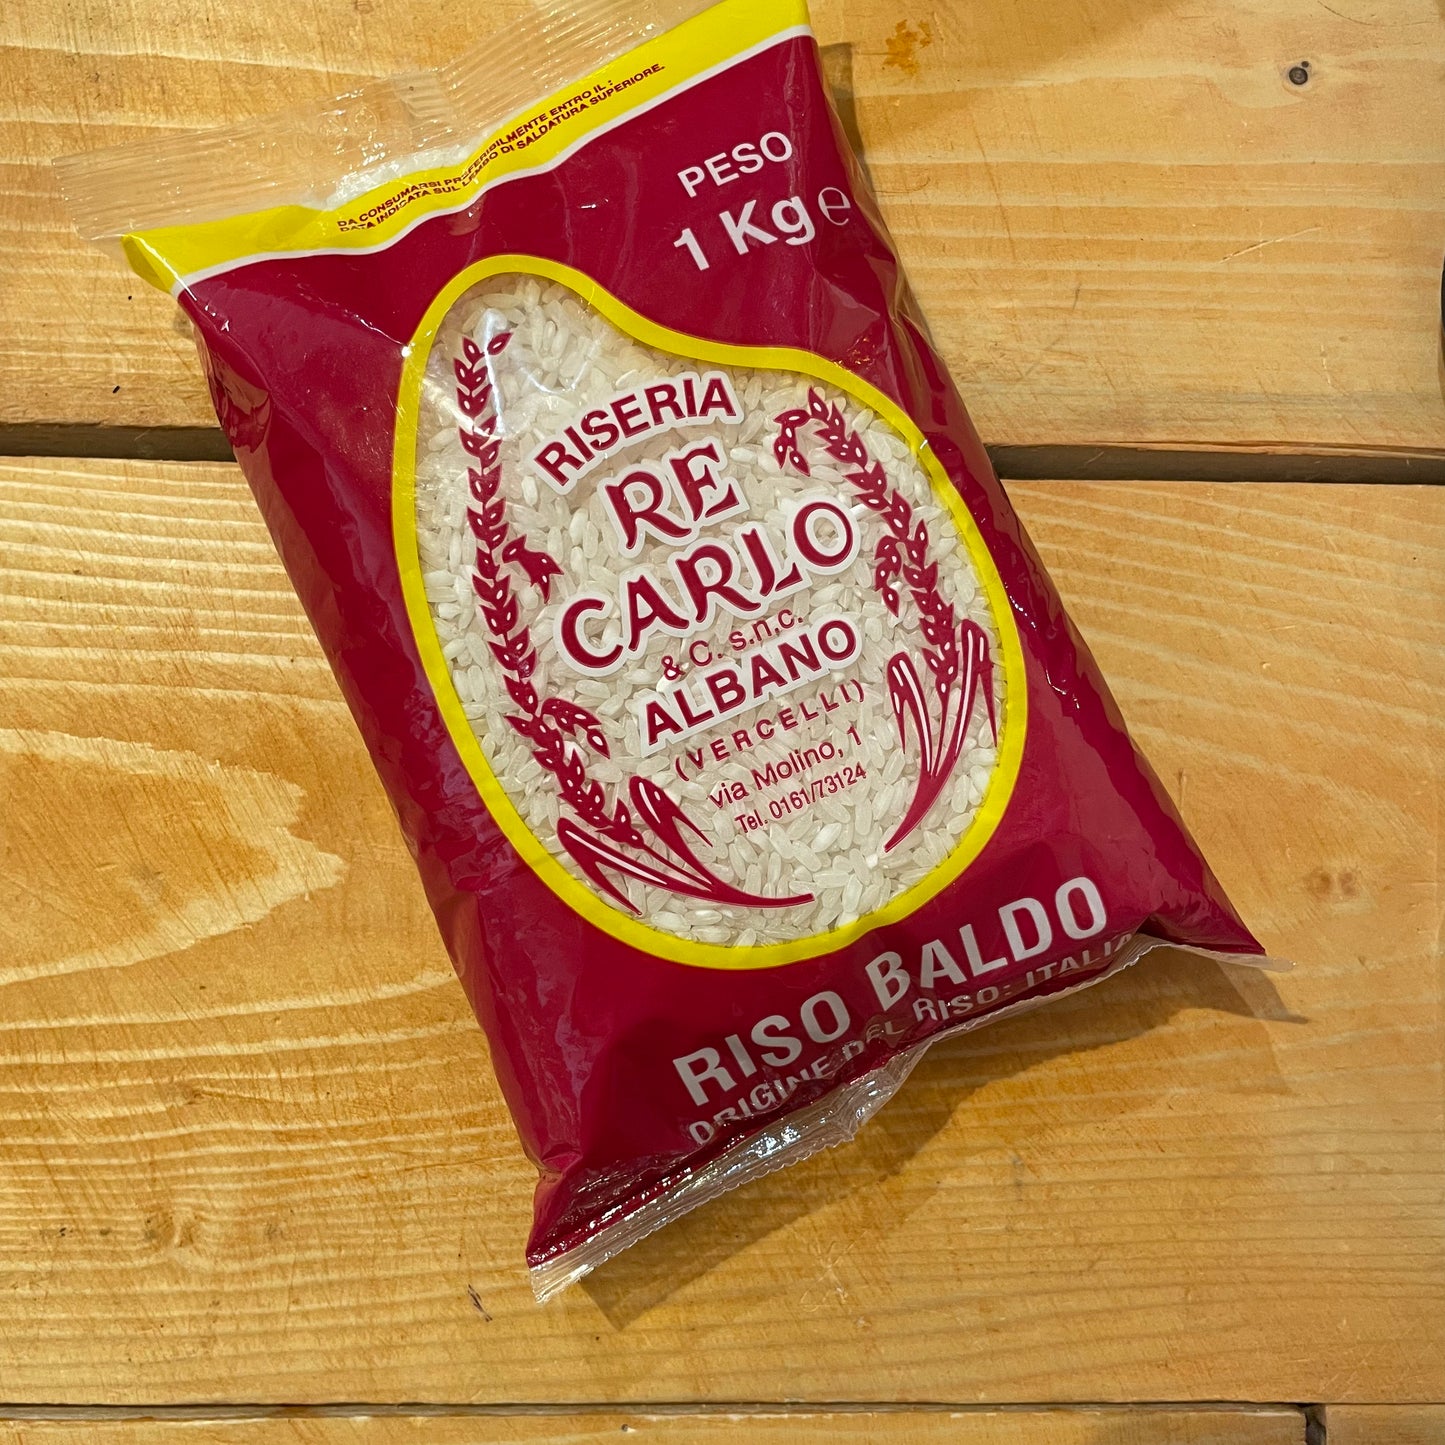 DA CONSUMARSI PREFERIBILMENTE ENTRO IL :
DATA INDICATA SUL LEMBO DI SALDATURA SUPERIORE.
PESO
1 Kg ℮
RISERIA
RE
CARLO
& C. s.n.c.
ALBANO
(VERCELLI)
via Molino, 1
Tel. 0161/73124
RISO BALDO
ORIGINE DEL RISO: ITALIA